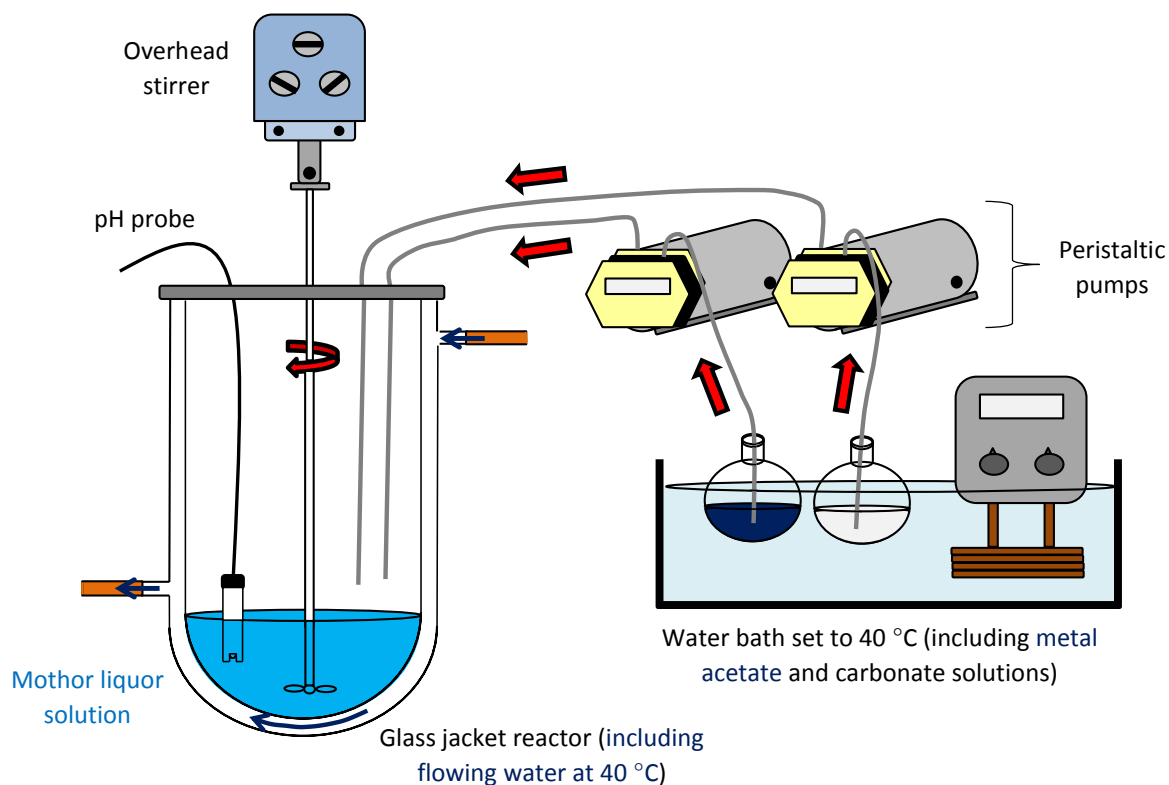 Overhead
stirrer
pH probe
Peristaltic
pumps
Water bath set to 40 °C (including metal
acetate and carbonate solutions)
Mothor liquor
solution
Glass jacket reactor (including
flowing water at 40 °C)